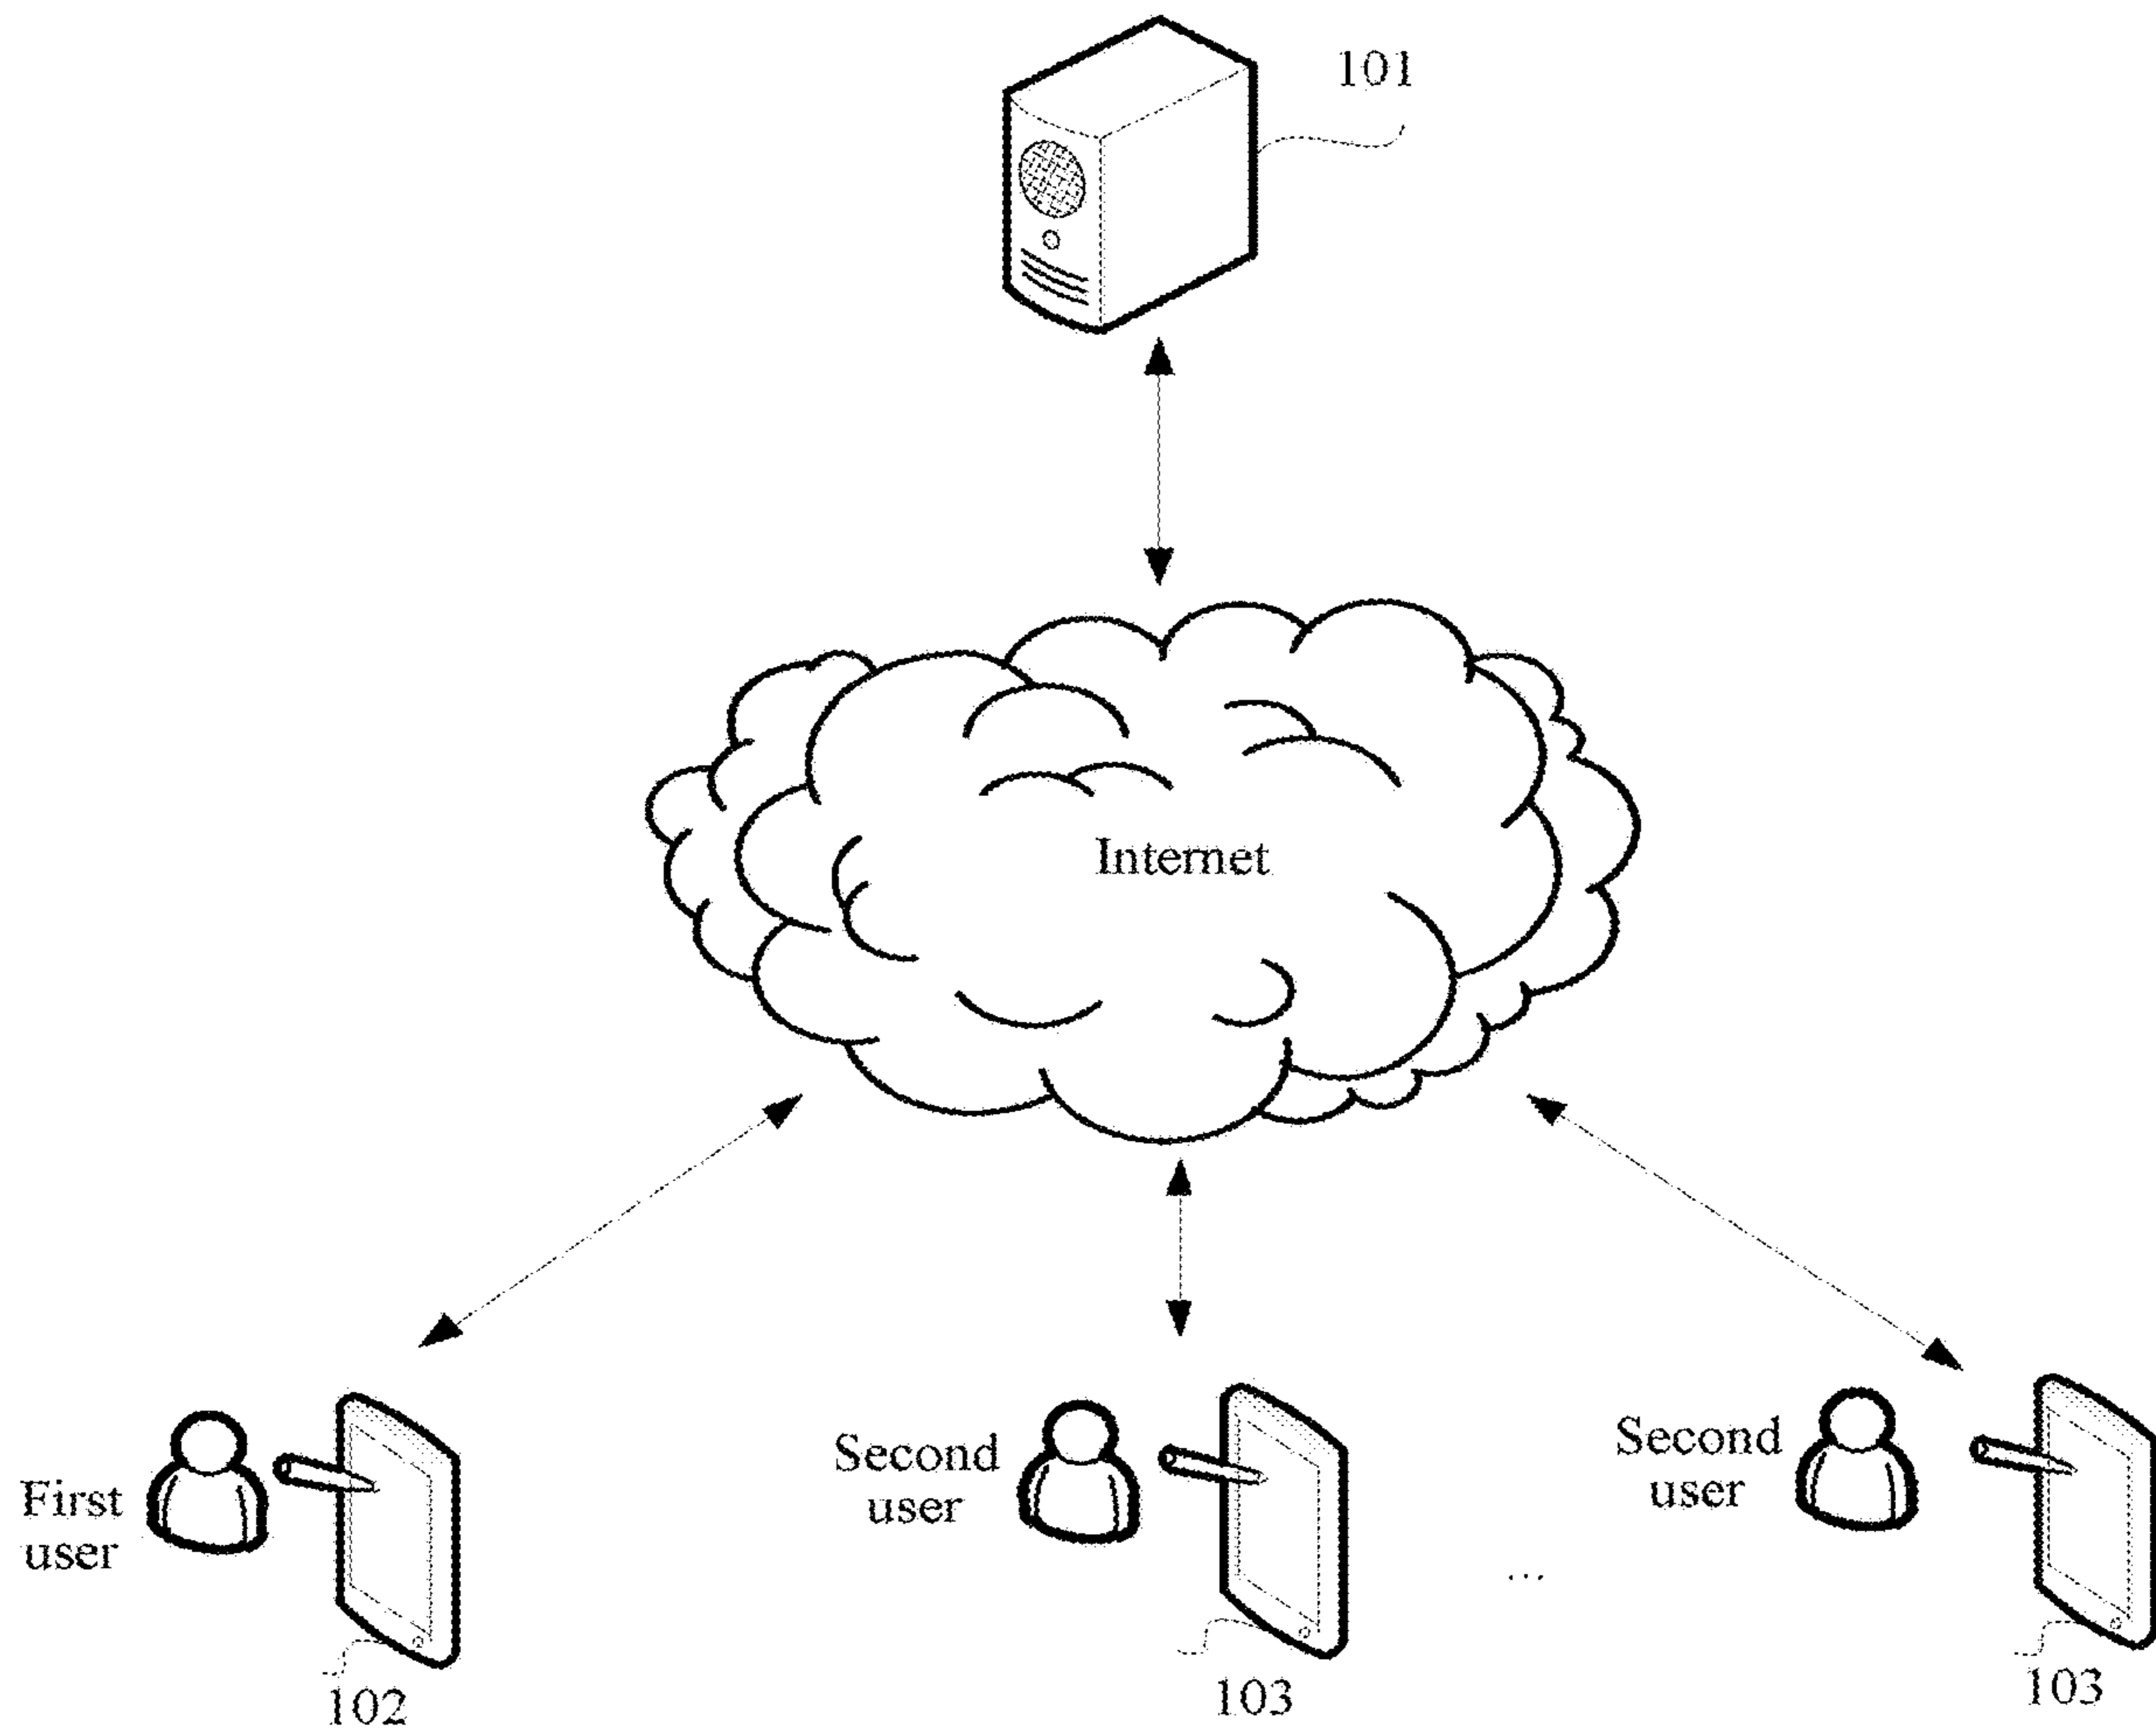 101
Internet
First
user
Second
user
...
Second
user
102
103
103